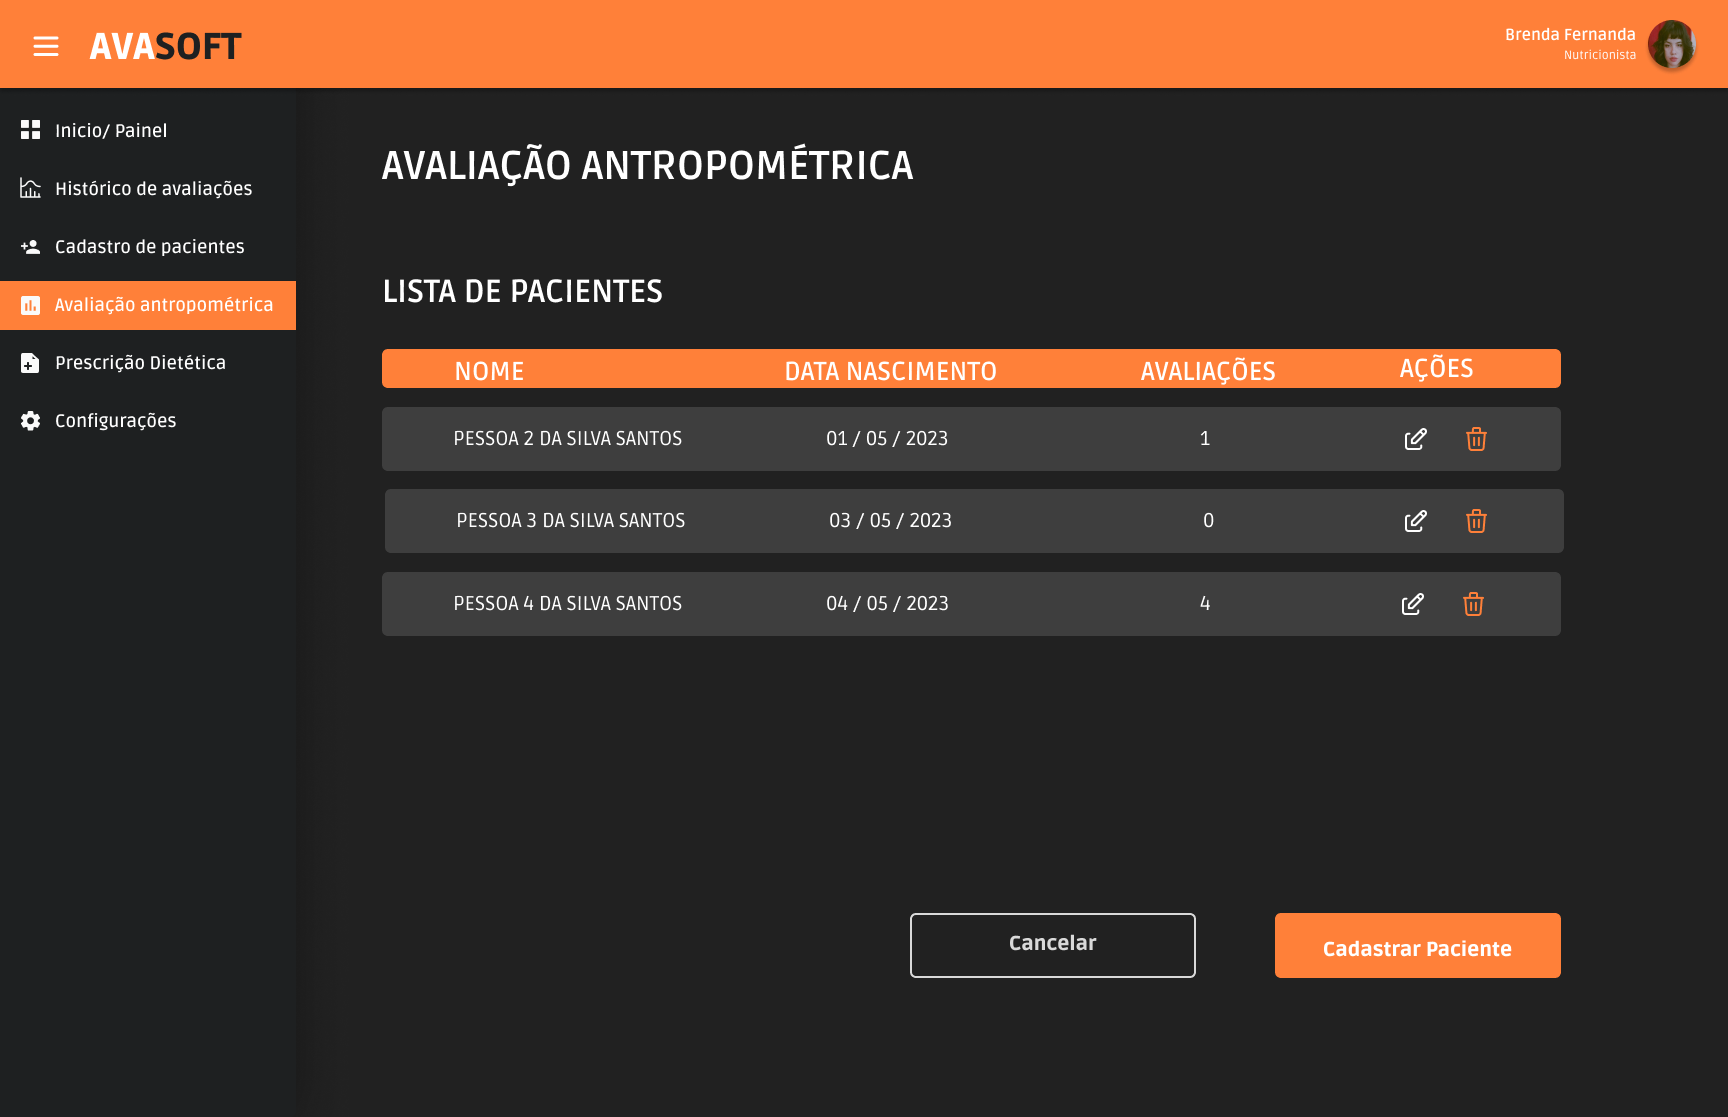 AVASOFT
Brenda Fernanda
Nutricionista
Inicio/ Painel
Histórico de avaliações
Cadastro de pacientes
Avaliação antropométrica
Prescrição Dietética
Configurações
AVALIAÇÃO ANTROPOMÉTRICA
LISTA DE PACIENTES
NOME DATA NASCIMENTO AVALIAÇÕES AÇÕES
PESSOA 2 DA SILVA SANTOS 01 / 05 / 2023 1
PESSOA 3 DA SILVA SANTOS 03 / 05 / 2023 0
PESSOA 4 DA SILVA SANTOS 04 / 05 / 2023 4
Cancelar
Cadastrar Paciente